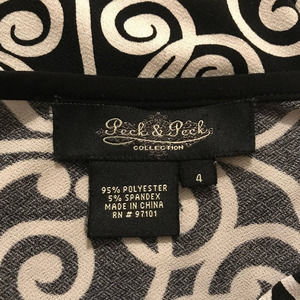 Peck & Peck
COLLECTION
4
95% POLYESTER
5% SPANDEX
MADE IN CHINA
RN # 97101